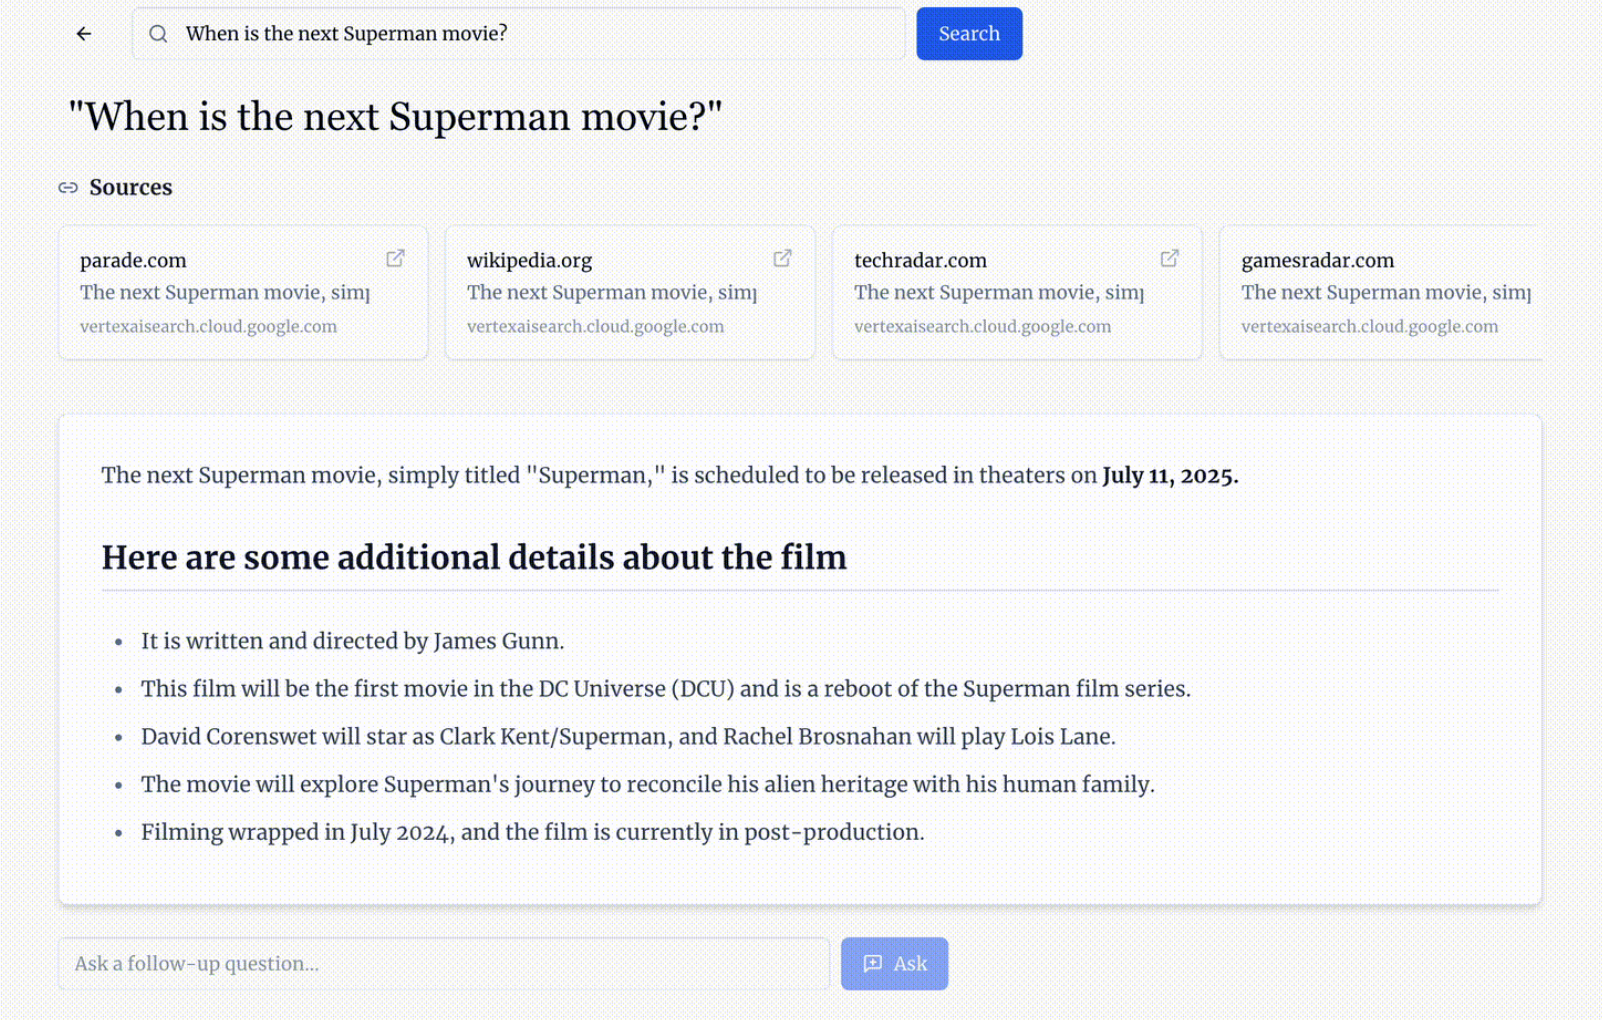 When is the next Superman movie?
Search
"When is the next Superman movie?"
Sources
parade.com
The next Superman movie, simp
vertexaisearch.cloud.google.com
wikipedia.org
The next Superman movie, simp
vertexaisearch.cloud.google.com
techradar.com
The next Superman movie, simp
vertexaisearch.cloud.google.com
gamesradar.com
The next Superman movie, simp
vertexaisearch.cloud.google.com
The next Superman movie, simply titled "Superman," is scheduled to be released in theaters on July 11, 2025.
Here are some additional details about the film
• It is written and directed by James Gunn.
• This film will be the first movie in the DC Universe (DCU) and is a reboot of the Superman film series.
• David Corenswet will star as Clark Kent/Superman, and Rachel Brosnahan will play Lois Lane.
• The movie will explore Superman's journey to reconcile his alien heritage with his human family.
• Filming wrapped in July 2024, and the film is currently in post-production.
Ask a follow-up question...
Ask